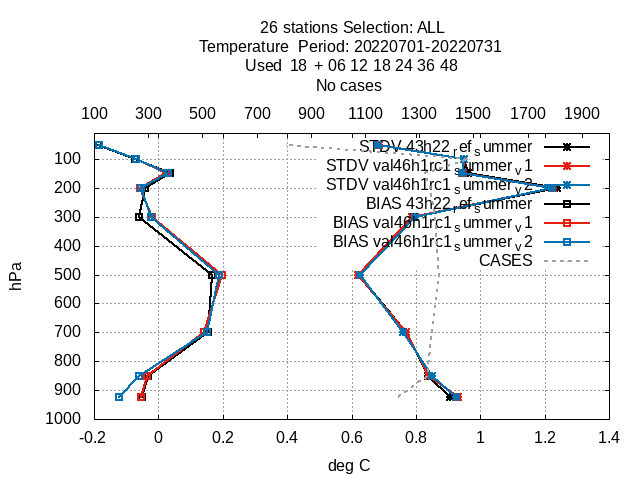 26 stations Selection: ALL
Temperature Period: 20220701-20220731
Used 18 + 06 12 18 24 36 48
No cases
100 300 500 700 900 1100 1300 1500 1700 1900
STDV 43h22_ref_summer
STDV val46h1rc1_summer_v1
STDV val46h1rc1_summer_v2
BIAS 43h22_ref_summer
BIAS val46h1rc1_summer_v1
BIAS val46h1rc1_summer_v2
CASES
hPa
100
200
300
400
500
600
700
800
900
1000
-0.2 0 0.2 0.4 0.6 0.8 1 1.2 1.4
deg C